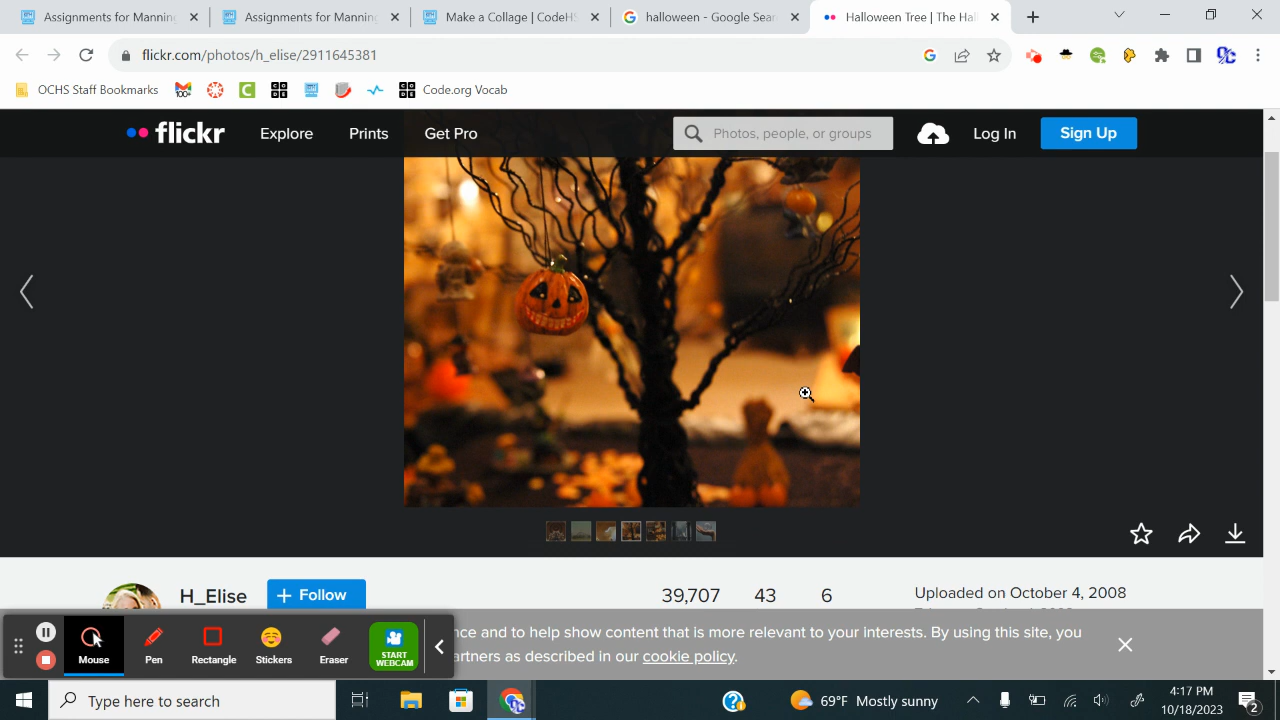 Assignments for Manning
Assignments for Manning
Make a Collage | CodeHS
halloween - Google Sear
Halloween Tree | The Hal
flickr.com/photos/h_elise/2911645381
OCHS Staff Bookmarks
Code.org Vocab
flickr
Explore
Prints
Get Pro
Photos, people, or groups
Log In
Sign Up
H_Elise
+ Follow
39,707
43
6
Uploaded on October 4, 2008
nce and to help show content that is more relevant to your interests. By using this site, you
artners as described in our cookie policy.
Mouse
Pen
Rectangle
Stickers
Eraser
START
WEBCAM
Type here to search
69°F Mostly sunny
4:17 PM
10/18/2023
2